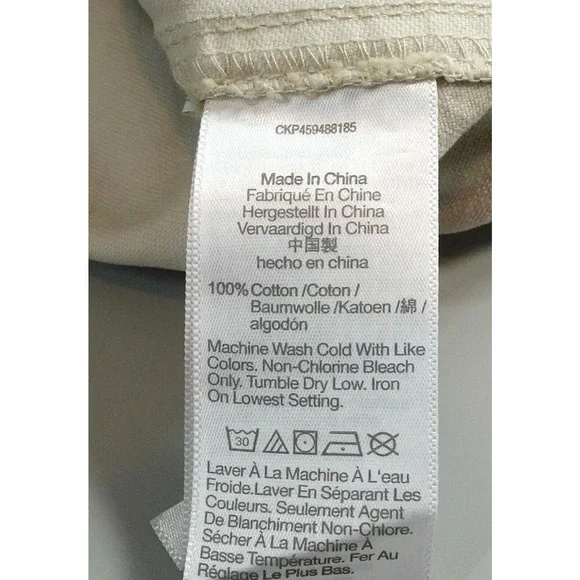 CKP459488185
Made In China
Fabriqué En Chine
Hergestellt In China
Vervaardigd In China
中国製
hecho en china
100% Cotton /Coton /
Baumwolle /Katoen /綿 /
algodón
Machine Wash Cold With Like
Colors. Non-Chlorine Bleach
Only. Tumble Dry Low. Iron
On Lowest Setting.
30
Laver À La Machine À L'eau
Froide.Laver En Séparant Les
Couleurs. Seulement Agent
De Blanchiment Non-Chlore.
Sécher À La Machine À
Basse Température. Fer Au
Réglage Le Plus Bas.